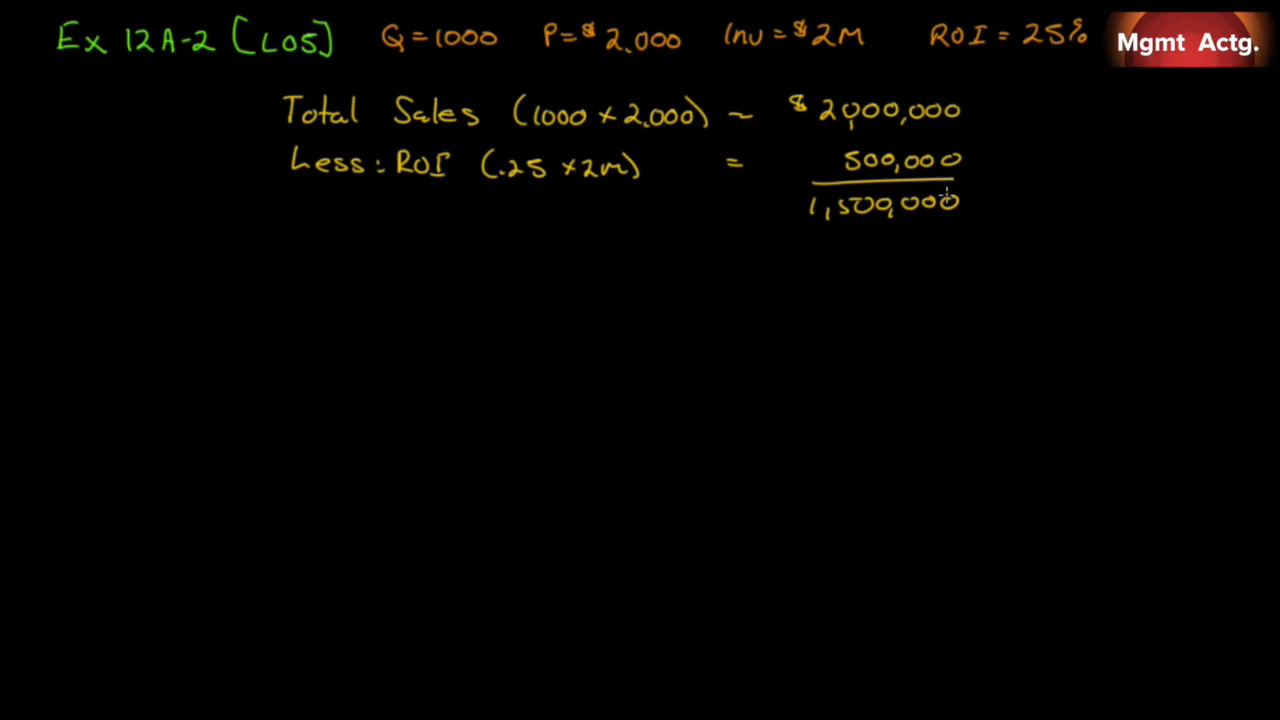 Ex 12A-2 [LO5] Q=1000 P=$2,000 Inv=$2M ROI=25% Mgmt Actg.
Total Sales (1000 x 2,000) = $2,000,000
Less: ROI (.25 x 2M) = 500,000
1,500,000